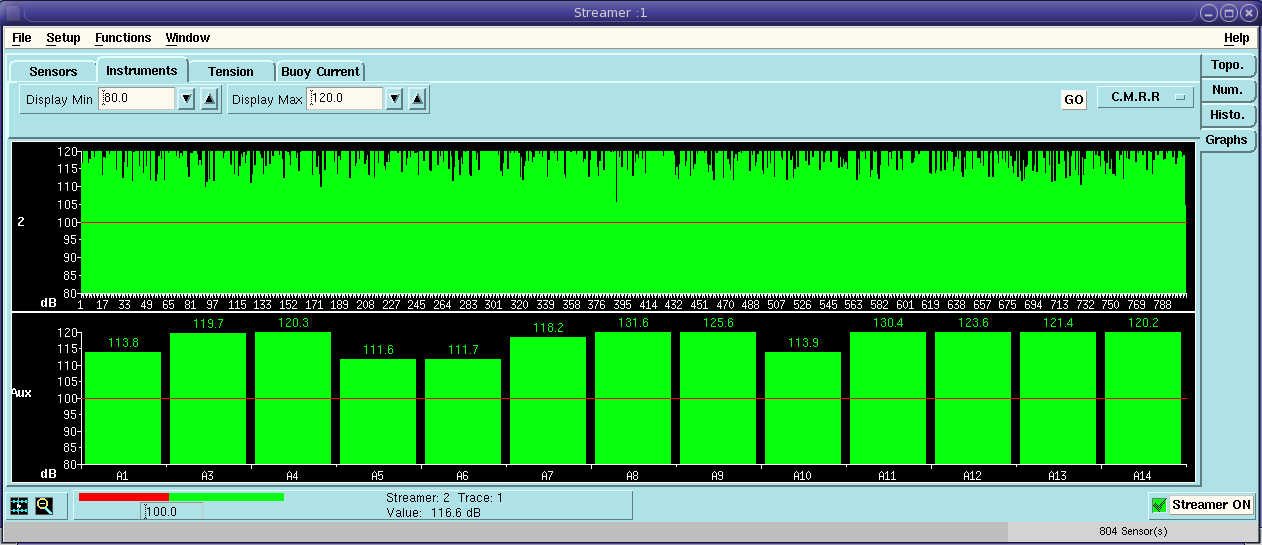 Streamer :1
File Setup Functions Window Help
Sensors Instruments Tension Buoy Current
Topo.
Num.
Histo.
Graphs
Display Min 80.0 Display Max 120.0 GO C.M.R.R
120
115
110
105
2 100
95
90
85
80
dB 1 17 33 49 65 81 97 115 133 152 171 189 208 227 245 263 282 301 320 339 358 376 395 414 432 451 470 488 507 526 545 563 582 601 619 638 657 676 694 713 732 750 769 788
113.8 119.7 120.3 111.6 111.7 118.2 131.6 125.6 113.9 130.4 123.6 121.4 120.2
120
115
110
105
Aux 100
95
90
85
80
dB A1 A3 A4 A5 A6 A7 A8 A9 A10 A11 A12 A13 A14
100.0
Streamer: 2 Trace: 1
Value: 116.6 dB
Streamer ON
804 Sensor(s)